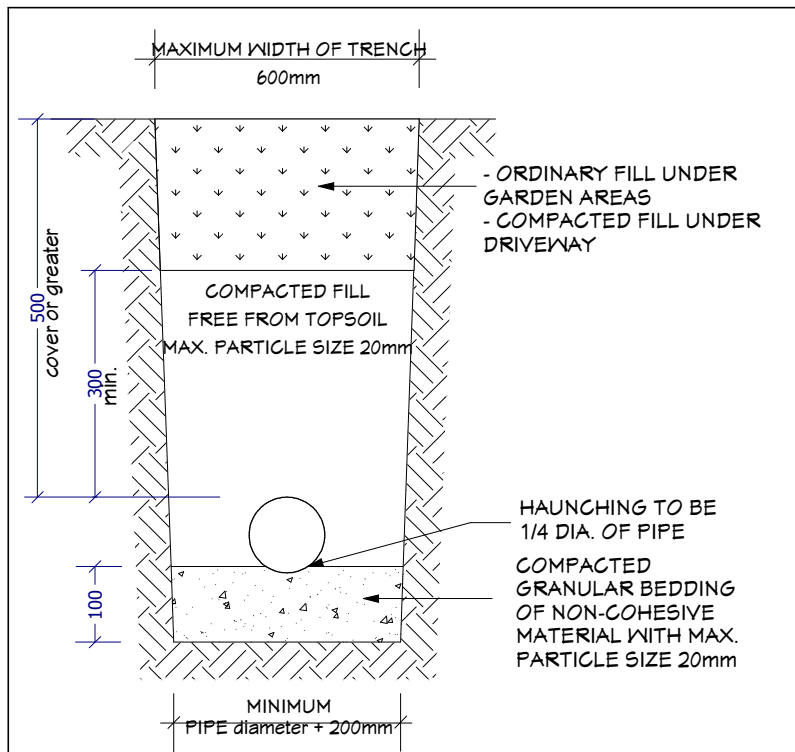 MAXIMUM WIDTH OF TRENCH
600mm
- ORDINARY FILL UNDER
GARDEN AREAS
- COMPACTED FILL UNDER
DRIVEWAY
COMPACTED FILL
FREE FROM TOPSOIL
MAX. PARTICLE SIZE 20mm
500
cover or greater
300
min.
HAUNCHING TO BE
1/4 DIA. OF PIPE
COMPACTED
GRANULAR BEDDING
OF NON-COHESIVE
MATERIAL WITH MAX.
PARTICLE SIZE 20mm
100
MINIMUM
PIPE diameter + 200mm